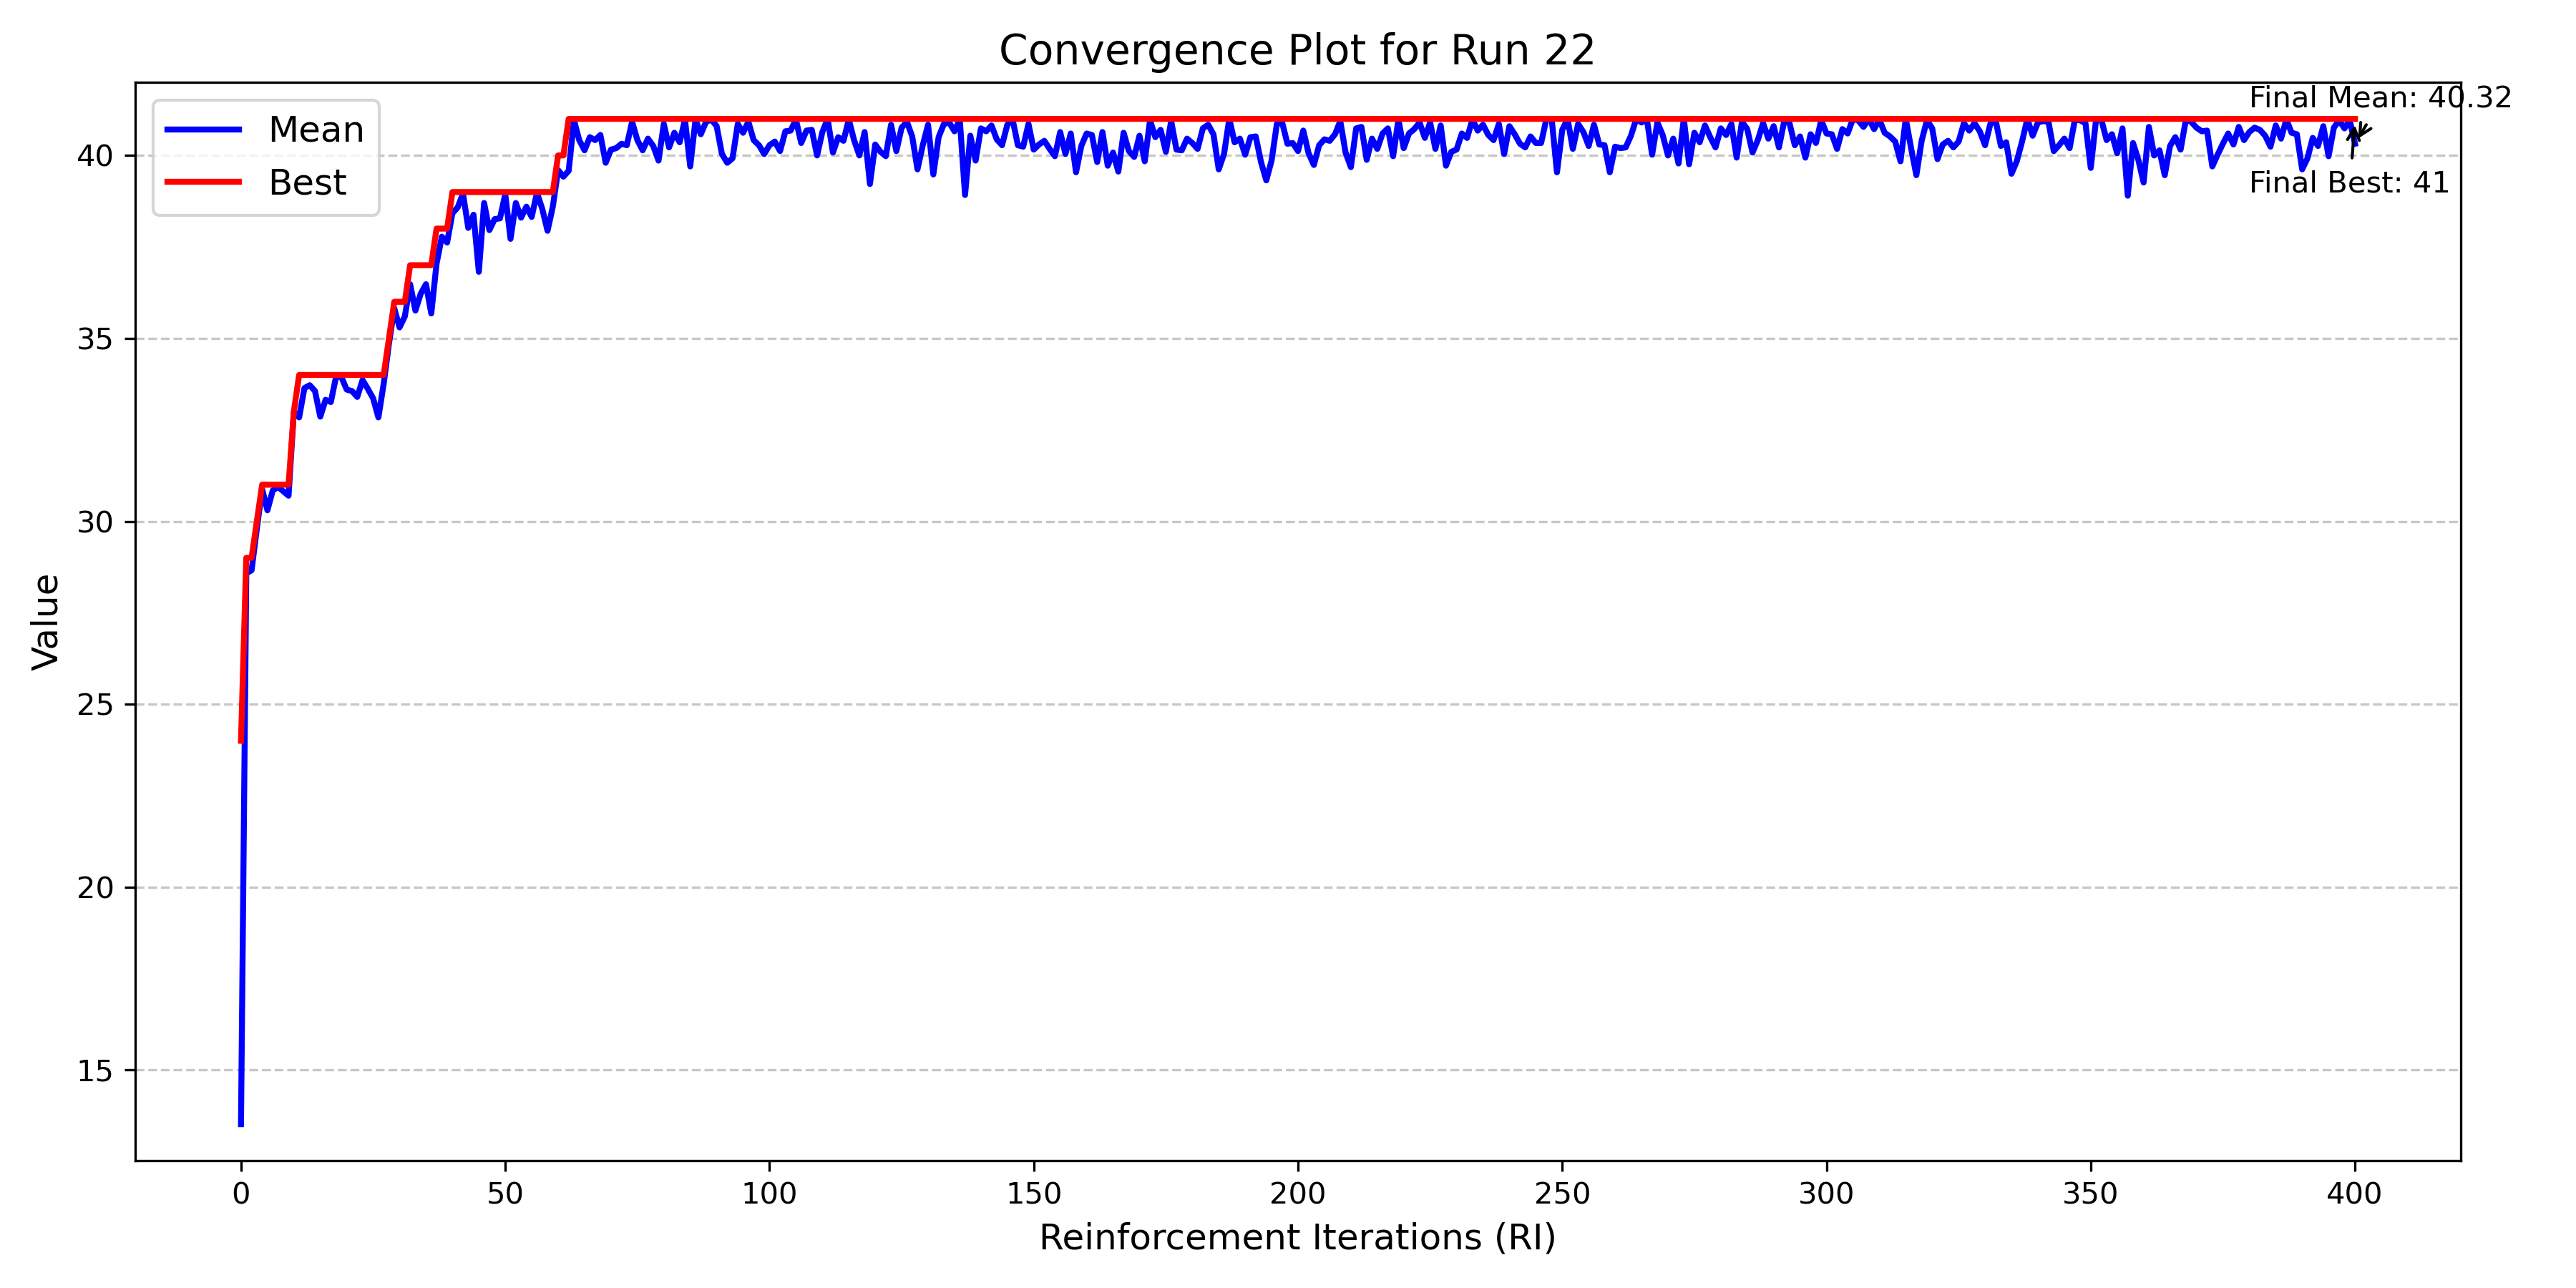 Convergence Plot for Run 22
Mean
Best
Final Mean: 40.32
Final Best: 41
40
35
30
25
20
15
Value
0 50 100 150 200 250 300 350 400
Reinforcement Iterations (RI)